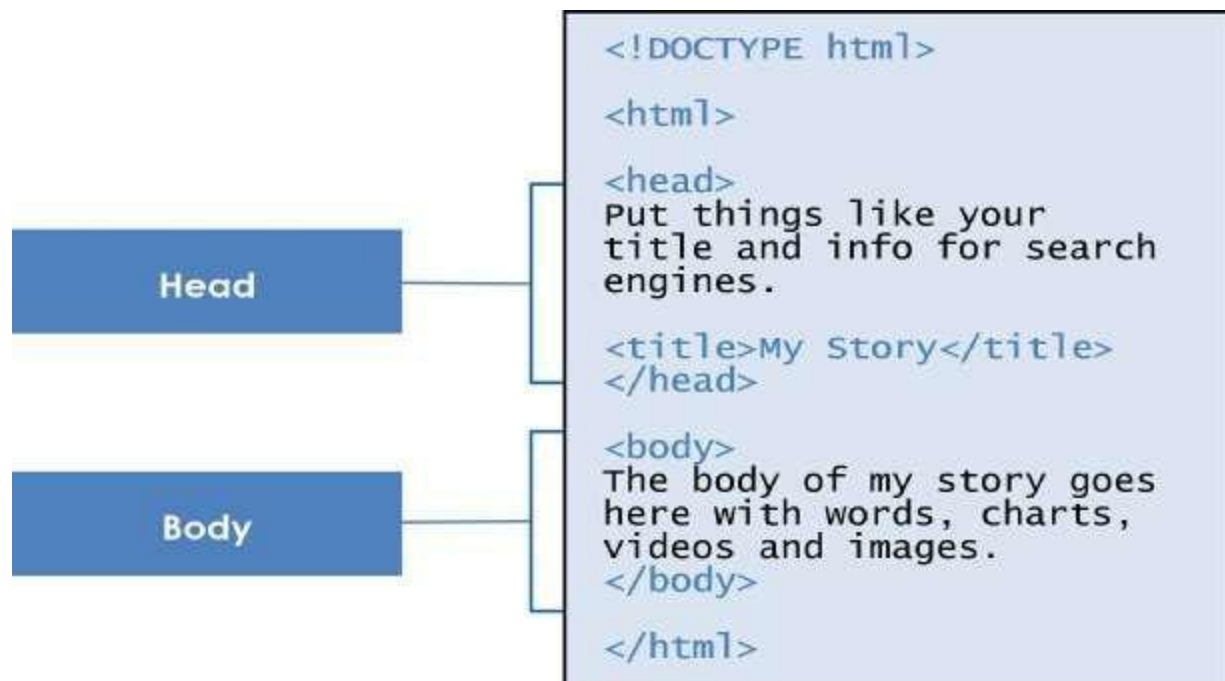 Head
Body
<!DOCTYPE html>
<html>
<head>
Put things like your
title and info for search
engines.
<title>My Story</title>
</head>
<body>
The body of my story goes
here with words, charts,
videos and images.
</body>
</html>